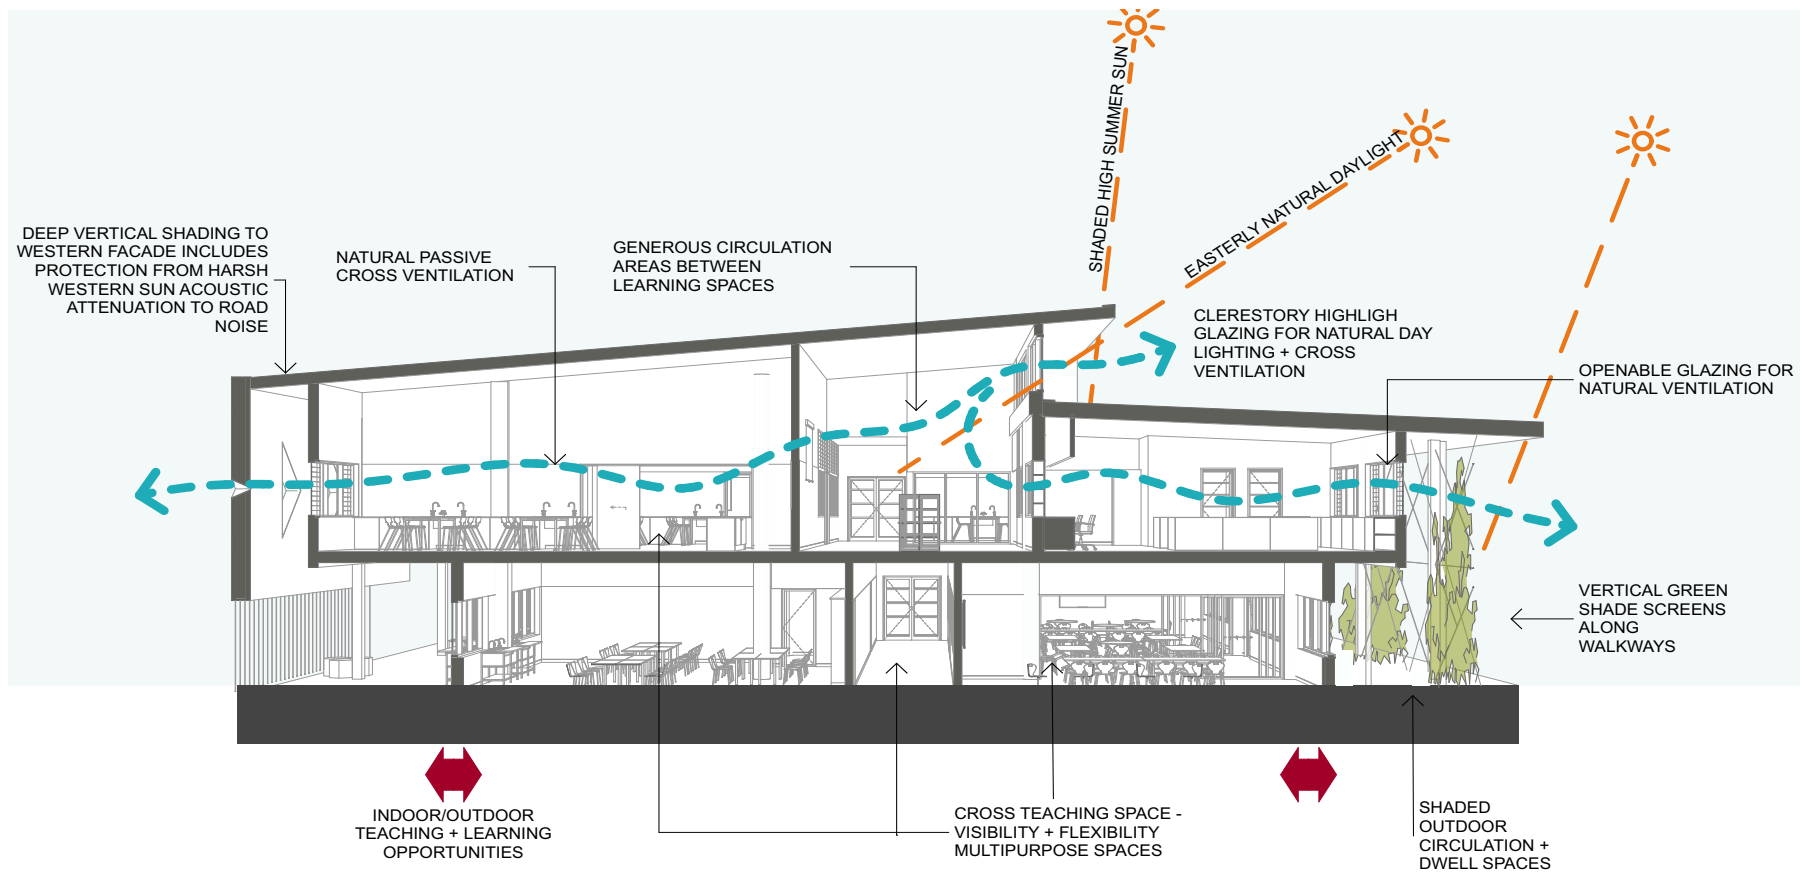 SHADED HIGH SUMMER SUN
EASTERLY NATURAL DAYLIGHT
DEEP VERTICAL SHADING TO
WESTERN FACADE INCLUDES
PROTECTION FROM HARSH
WESTERN SUN ACOUSTIC
ATTENUATION TO ROAD
NOISE
NATURAL PASSIVE
CROSS VENTILATION
GENEROUS CIRCULATION
AREAS BETWEEN
LEARNING SPACES
CLERESTORY HIGHLIGH
GLAZING FOR NATURAL DAY
LIGHTING + CROSS
VENTILATION
OPENABLE GLAZING FOR
NATURAL VENTILATION
VERTICAL GREEN
SHADE SCREENS
ALONG
WALKWAYS
INDOOR/OUTDOOR
TEACHING + LEARNING
OPPORTUNITIES
CROSS TEACHING SPACE -
VISIBILITY + FLEXIBILITY
MULTIPURPOSE SPACES
SHADED
OUTDOOR
CIRCULATION +
DWELL SPACES